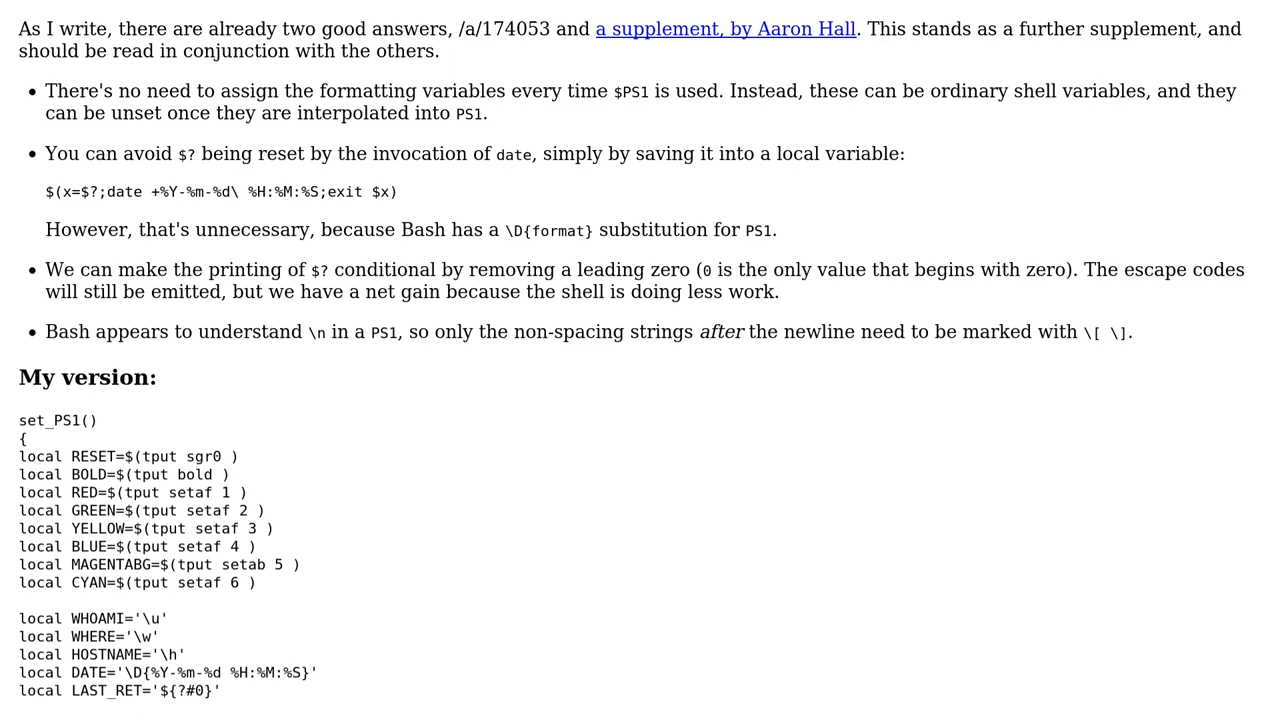 As I write, there are already two good answers, /a/174053 and a supplement, by Aaron Hall. This stands as a further supplement, and
should be read in conjunction with the others.
• There's no need to assign the formatting variables every time $PS1 is used. Instead, these can be ordinary shell variables, and they
can be unset once they are interpolated into PS1.
• You can avoid $? being reset by the invocation of date, simply by saving it into a local variable:
$(x=$?;date +%Y-%m-%d\ %H:%M:%S;exit $x)
However, that's unnecessary, because Bash has a \D{format} substitution for PS1.
• We can make the printing of $? conditional by removing a leading zero (0 is the only value that begins with zero). The escape codes
will still be emitted, but we have a net gain because the shell is doing less work.
• Bash appears to understand \n in a PS1, so only the non-spacing strings after the newline need to be marked with \[ \].
My version:
set_PS1()
{
local RESET=$(tput sgr0 )
local BOLD=$(tput bold )
local RED=$(tput setaf 1 )
local GREEN=$(tput setaf 2 )
local YELLOW=$(tput setaf 3 )
local BLUE=$(tput setaf 4 )
local MAGENTABG=$(tput setab 5 )
local CYAN=$(tput setaf 6 )
local WHOAMI='\u'
local WHERE='\w'
local HOSTNAME='\h'
local DATE='\D{%Y-%m-%d %H:%M:%S}'
local LAST_RET='${?#0}'